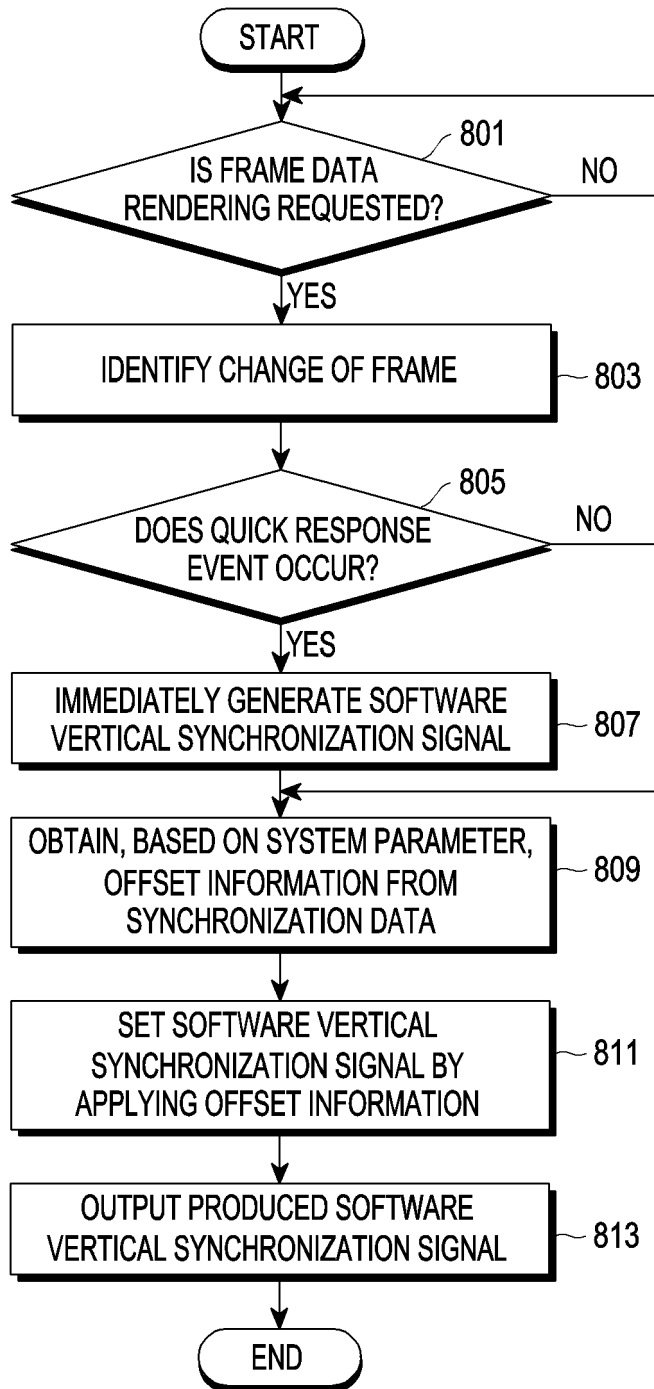 START
801
IS FRAME DATA
RENDERING REQUESTED?
NO
YES
IDENTIFY CHANGE OF FRAME
803
805
DOES QUICK RESPONSE
EVENT OCCUR?
NO
YES
IMMEDIATELY GENERATE SOFTWARE
VERTICAL SYNCHRONIZATION SIGNAL
807
OBTAIN, BASED ON SYSTEM PARAMETER,
OFFSET INFORMATION FROM
SYNCHRONIZATION DATA
809
SET SOFTWARE VERTICAL
SYNCHRONIZATION SIGNAL BY
APPLYING OFFSET INFORMATION
811
OUTPUT PRODUCED SOFTWARE
VERTICAL SYNCHRONIZATION SIGNAL
813
END